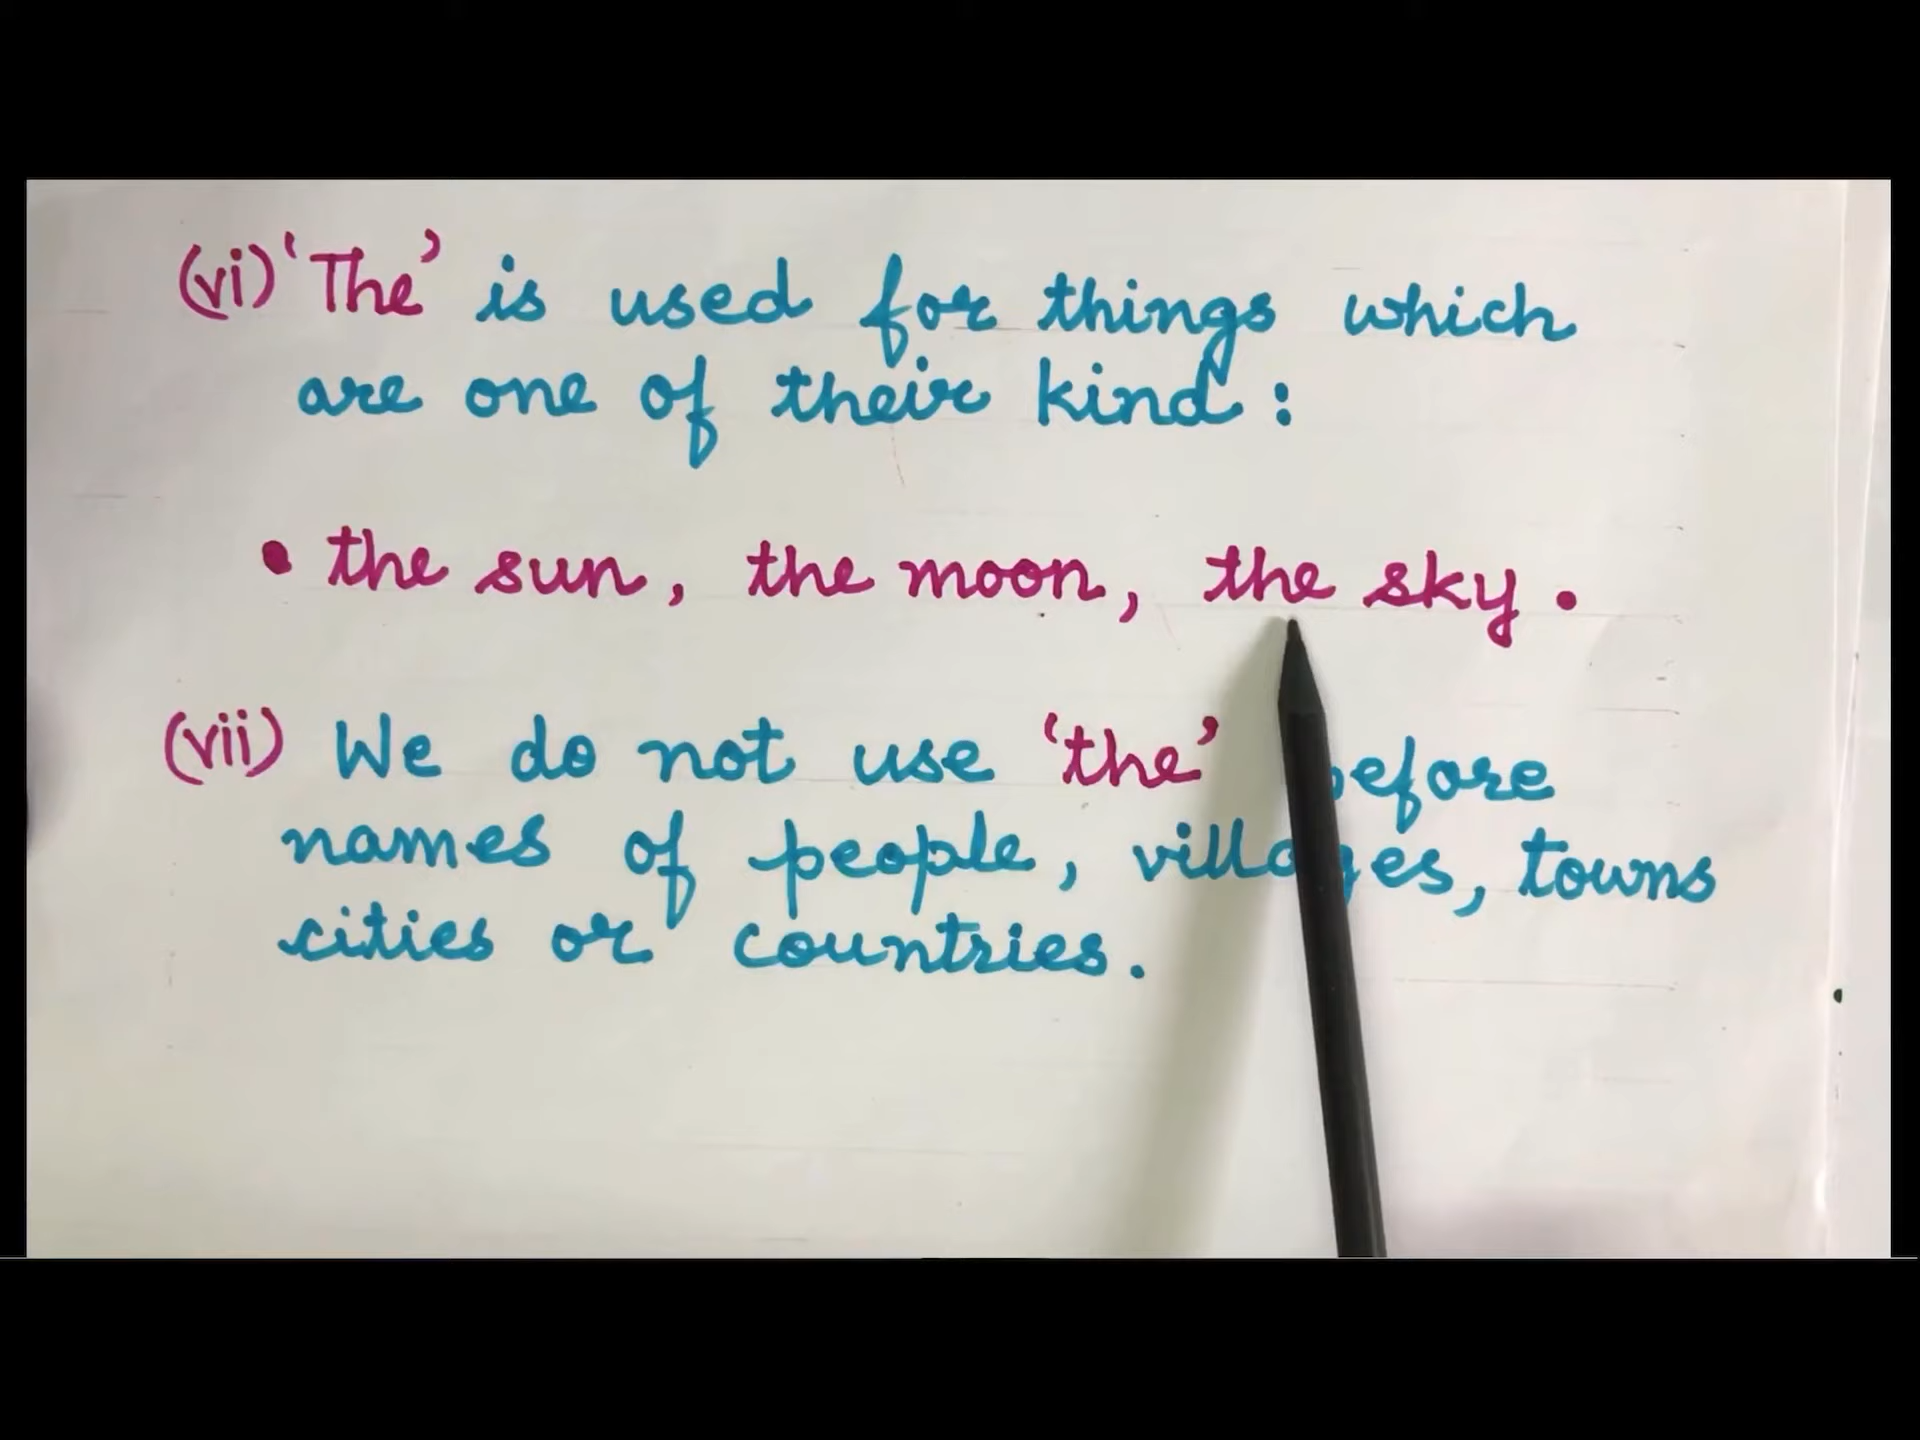 (vi) 'The' is used for things which
are one of their kind :
• the sun, the moon, the sky.
(vii) We do not use 'the' before
names of people, villages, towns
cities or countries.